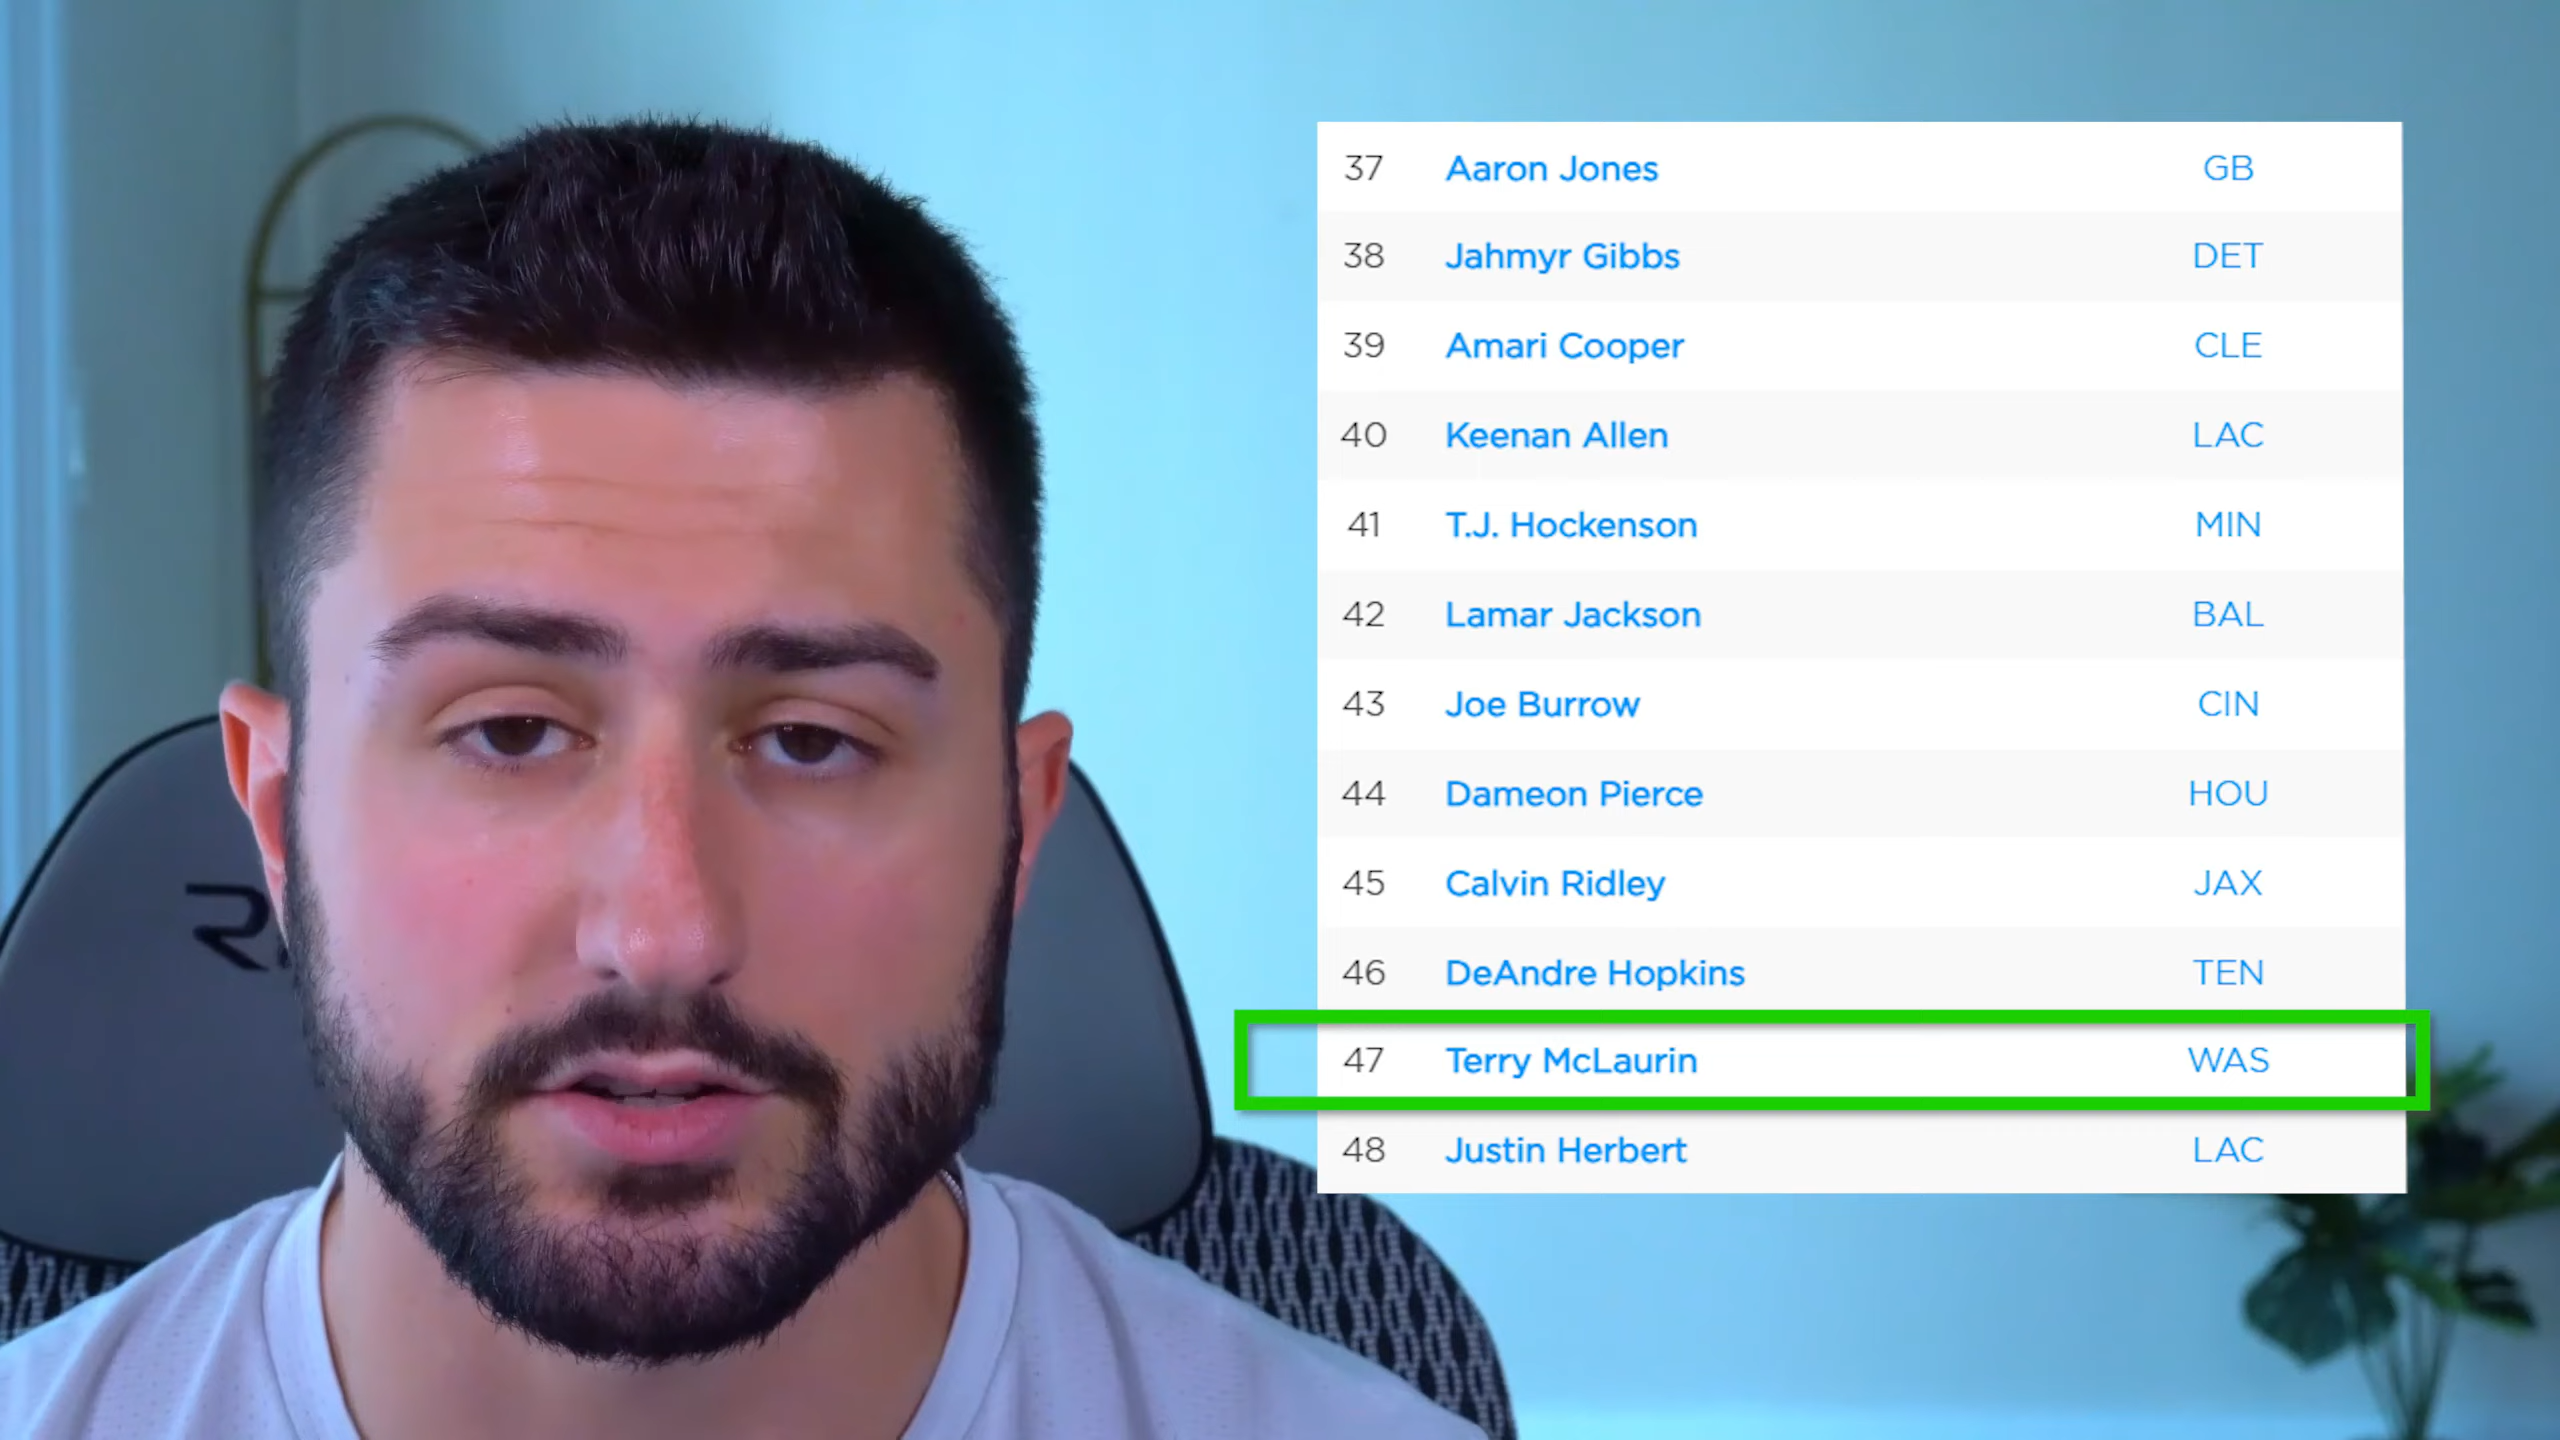 37 Aaron Jones GB
38 Jahmyr Gibbs DET
39 Amari Cooper CLE
40 Keenan Allen LAC
41 T.J. Hockenson MIN
42 Lamar Jackson BAL
43 Joe Burrow CIN
44 Dameon Pierce HOU
45 Calvin Ridley JAX
46 DeAndre Hopkins TEN
47 Terry McLaurin WAS
48 Justin Herbert LAC